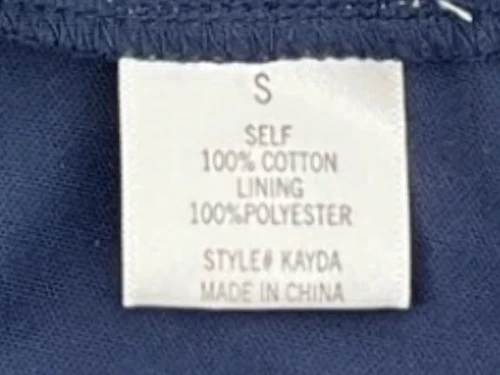 S
SELF
100% COTTON
LINING
100%POLYESTER
STYLE# KAYDA
MADE IN CHINA